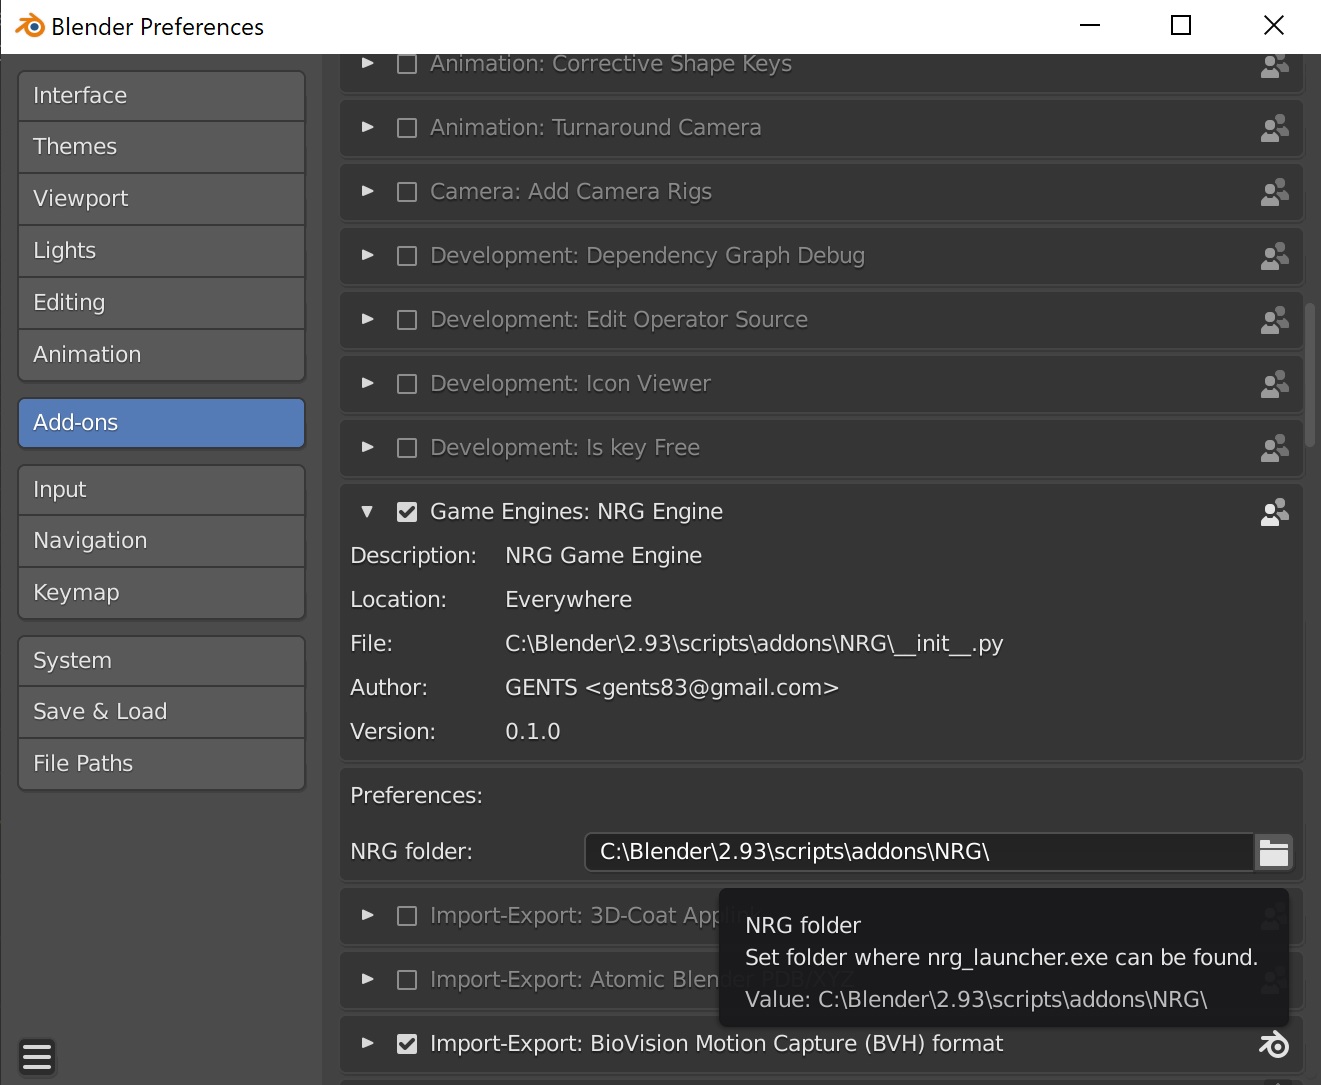 Blender Preferences
Interface
Themes
Viewport
Lights
Editing
Animation
Add-ons
Input
Navigation
Keymap
System
Save & Load
File Paths
Animation: Corrective Shape Keys
Animation: Turnaround Camera
Camera: Add Camera Rigs
Development: Dependency Graph Debug
Development: Edit Operator Source
Development: Icon Viewer
Development: Is key Free
Game Engines: NRG Engine
Description: NRG Game Engine
Location: Everywhere
File: C:\Blender\2.93\scripts\addons\NRG\__init__.py
Author: GENTS <gents83@gmail.com>
Version: 0.1.0
Preferences:
NRG folder: C:\Blender\2.93\scripts\addons\NRG\
Import-Export: 3D-Coat Applink
Import-Export: Atomic Blender PDB/XYZ
Import-Export: BioVision Motion Capture (BVH) format
NRG folder
Set folder where nrg_launcher.exe can be found.
Value: C:\Blender\2.93\scripts\addons\NRG\